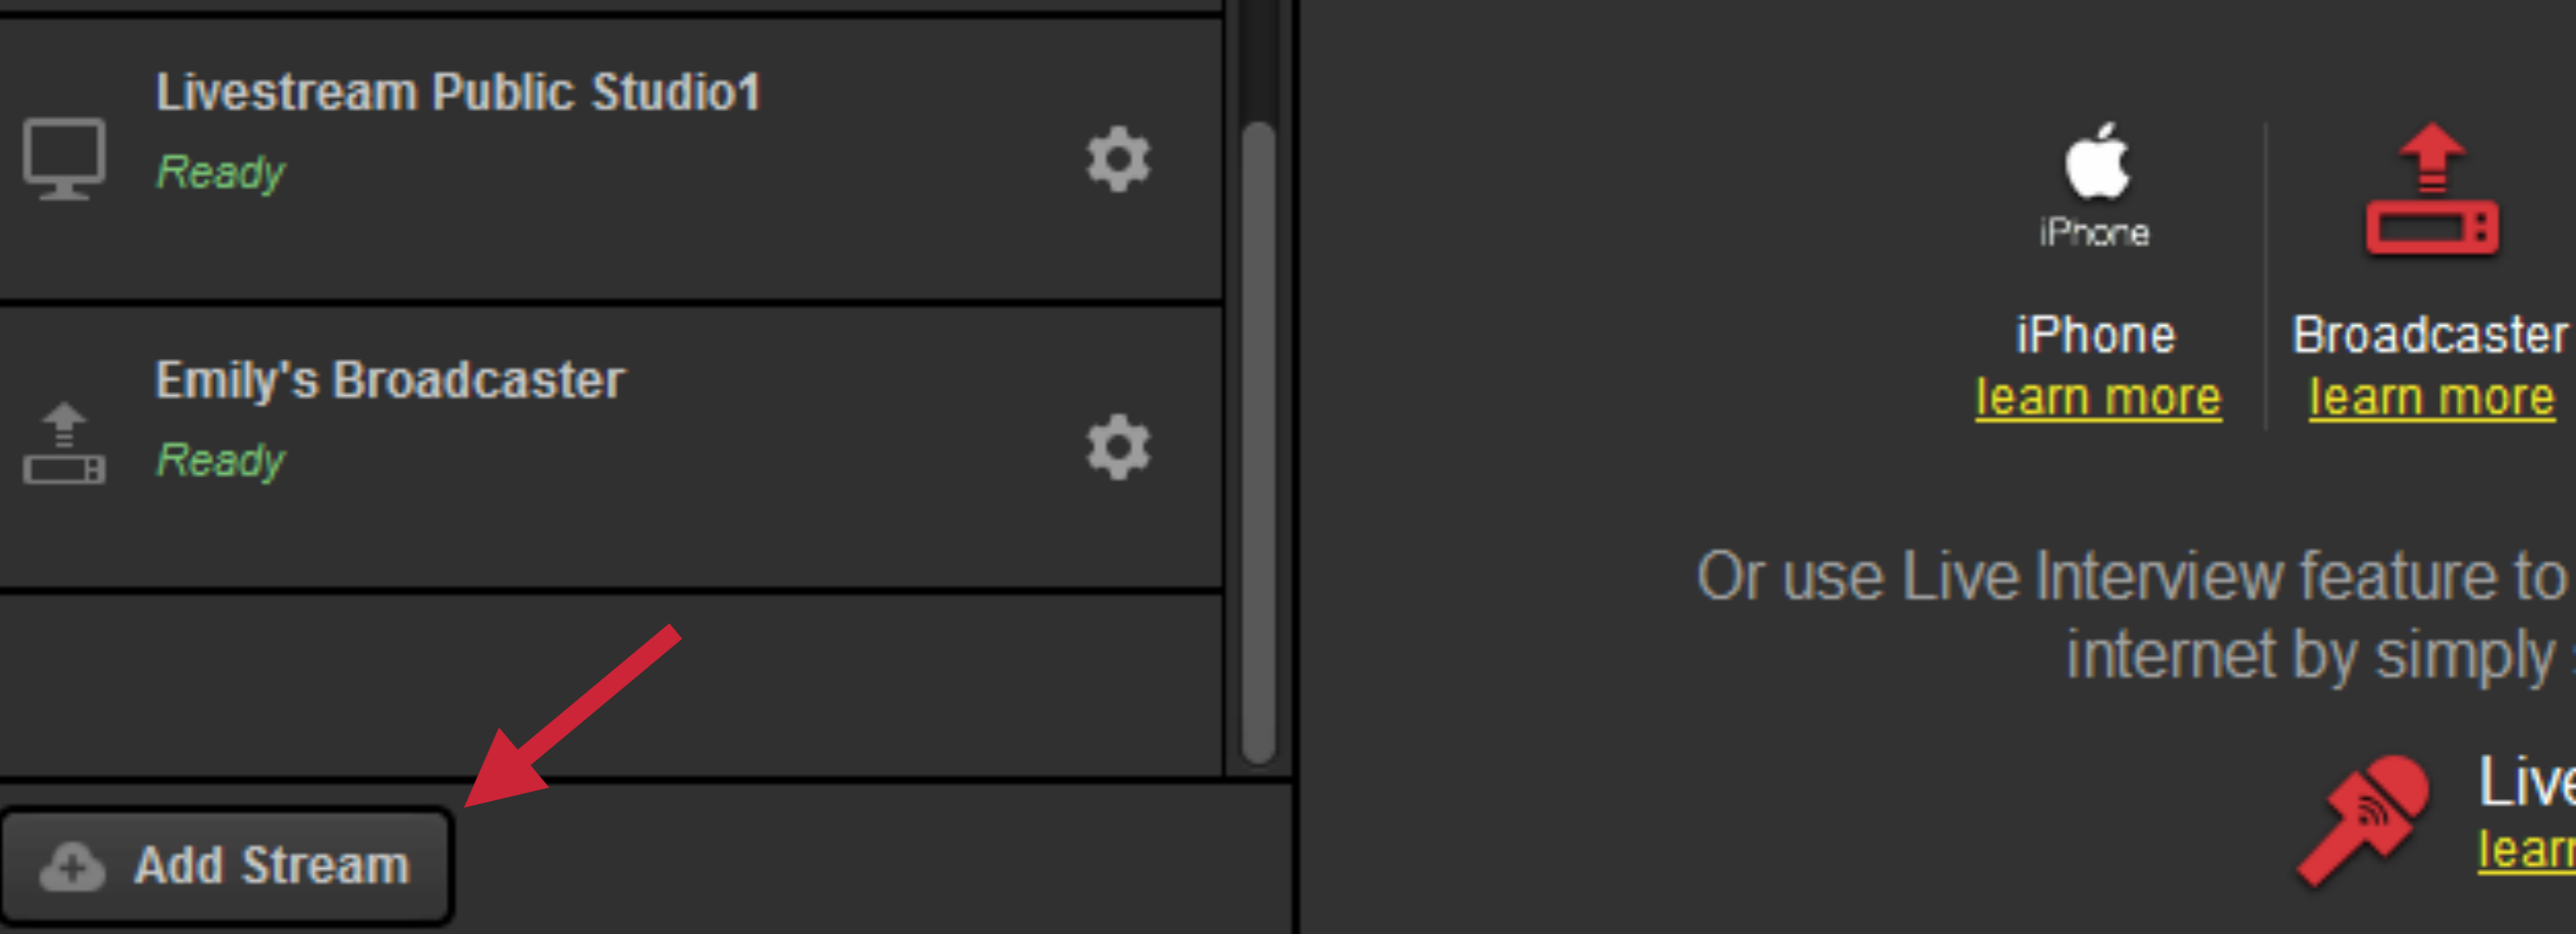 Livestream Public Studio1
Ready
Emily's Broadcaster
Ready
Add Stream
iPhone
iPhone
learn more
Broadcaster
learn more
Or use Live Interview feature to
internet by simply
Live
learn